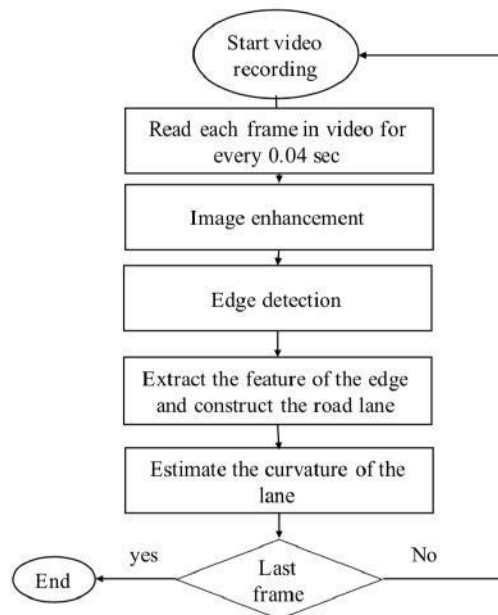 Start video
recording
Read each frame in video for
every 0.04 sec
Image enhancement
Edge detection
Extract the feature of the edge
and construct the road lane
Estimate the curvature of the
lane
yes
No
End
Last
frame